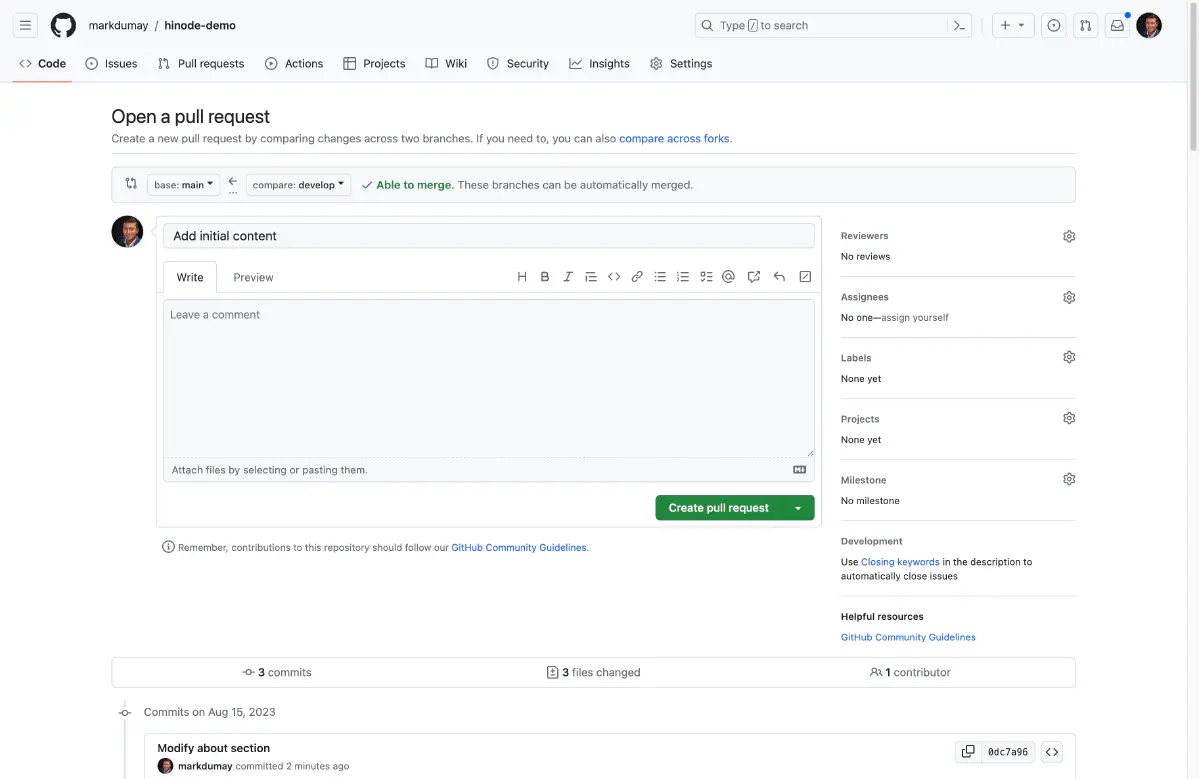 markdumay / hinode-demo
Type / to search
Code
Issues
Pull requests
Actions
Projects
Wiki
Security
Insights
Settings
Open a pull request
Create a new pull request by comparing changes across two branches. If you need to, you can also compare across forks.
base: main
...
compare: develop
Able to merge. These branches can be automatically merged.
Add initial content
Write
Preview
Leave a comment
Attach files by selecting or pasting them.
Create pull request
Remember, contributions to this repository should follow our GitHub Community Guidelines.
Reviewers
No reviews
Assignees
No one—assign yourself
Labels
None yet
Projects
None yet
Milestone
No milestone
Development
Use Closing keywords in the description to
automatically close issues
Helpful resources
GitHub Community Guidelines
3 commits
3 files changed
1 contributor
Commits on Aug 15, 2023
Modify about section
markdumay committed 2 minutes ago
0dc7a96